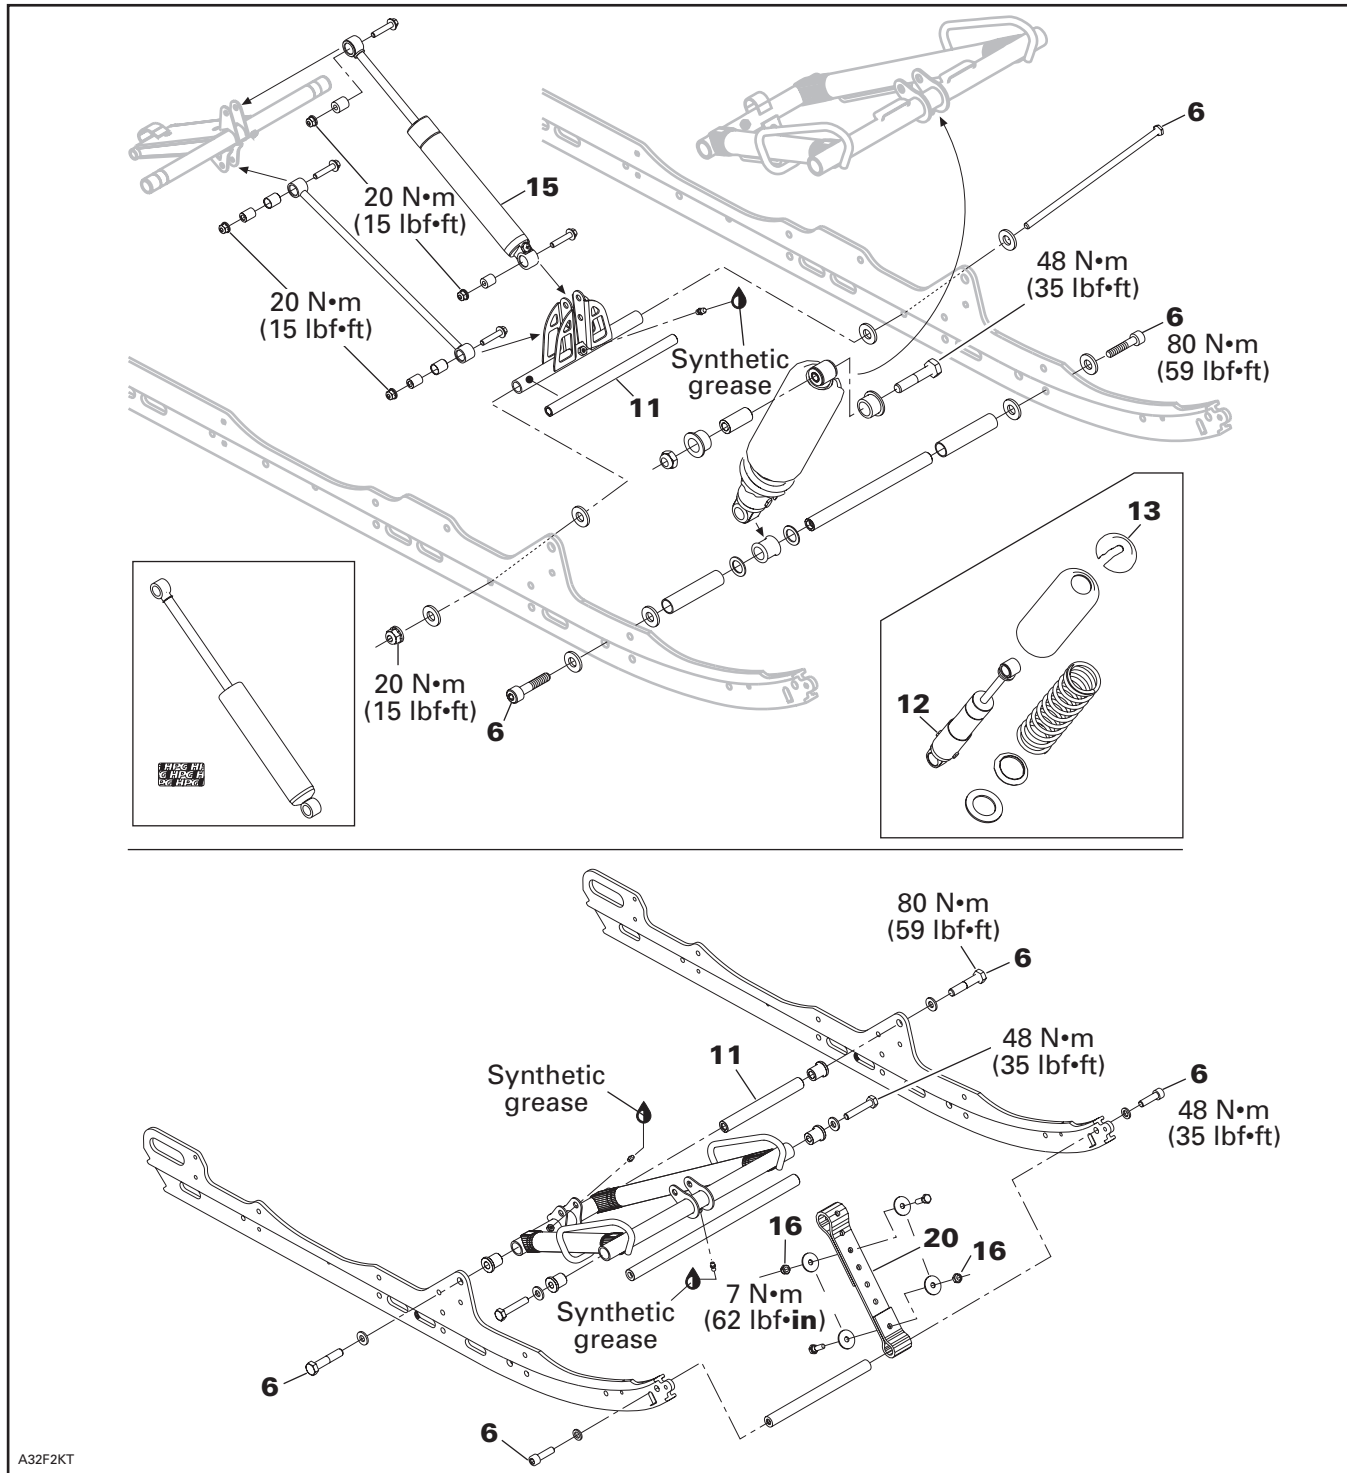 6
15
20 N•m
(15 lbf•ft)
48 N•m
(35 lbf•ft)
20 N•m
(15 lbf•ft)
6
80 N•m
(59 lbf•ft)
Synthetic
grease
11
13
20 N•m
(15 lbf•ft)
6
12
HPG
HPG
80 N•m
(59 lbf•ft)
6
11
48 N•m
(35 lbf•ft)
Synthetic
grease
6
48 N•m
(35 lbf•ft)
16
20
16
7 N•m
(62 lbf•in)
Synthetic
grease
6
6
A32F2KT